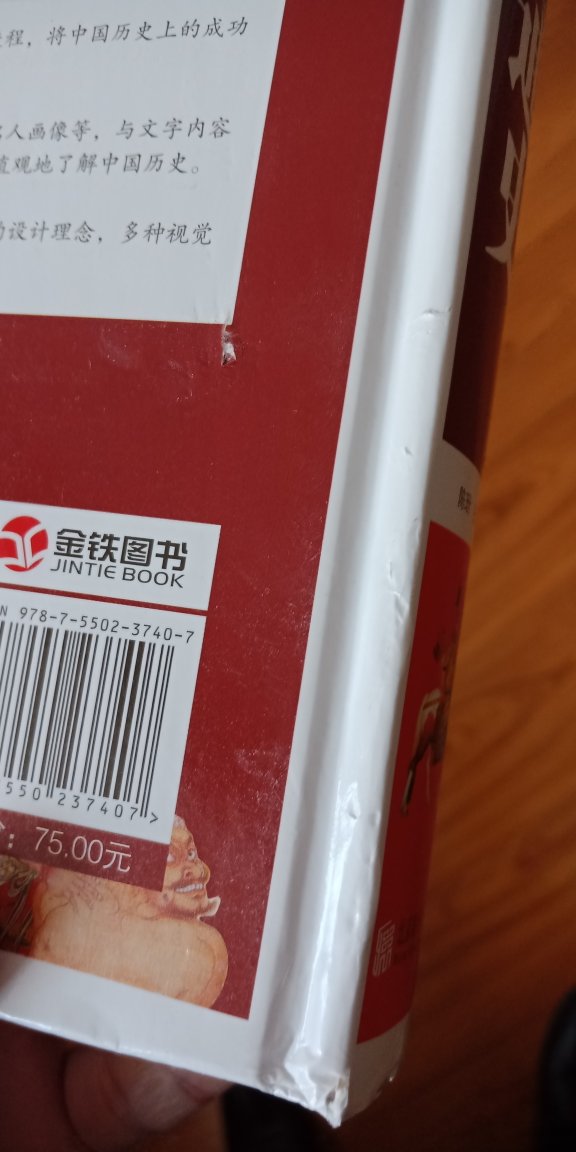 程，将中国历史上的成功
人画像等，与文字内容
直观地了解中国历史。
的设计理念，多种视觉
金铁图书
JINTIE BOOK
N 978-7-5502-3740-7
550237407>
：75.00元
史